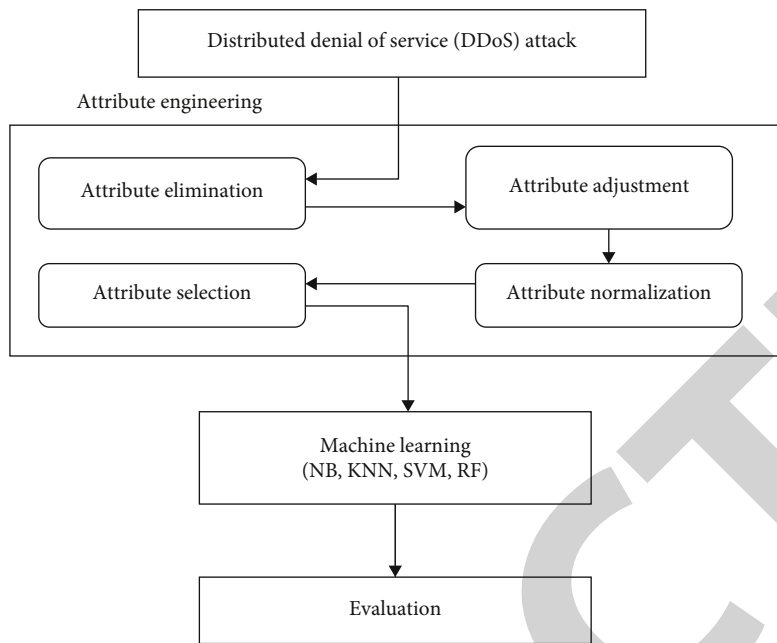 Distributed denial of service (DDoS) attack
Attribute engineering
Attribute elimination
Attribute adjustment
Attribute selection
Attribute normalization
Machine learning
(NB, KNN, SVM, RF)
Evaluation
CT